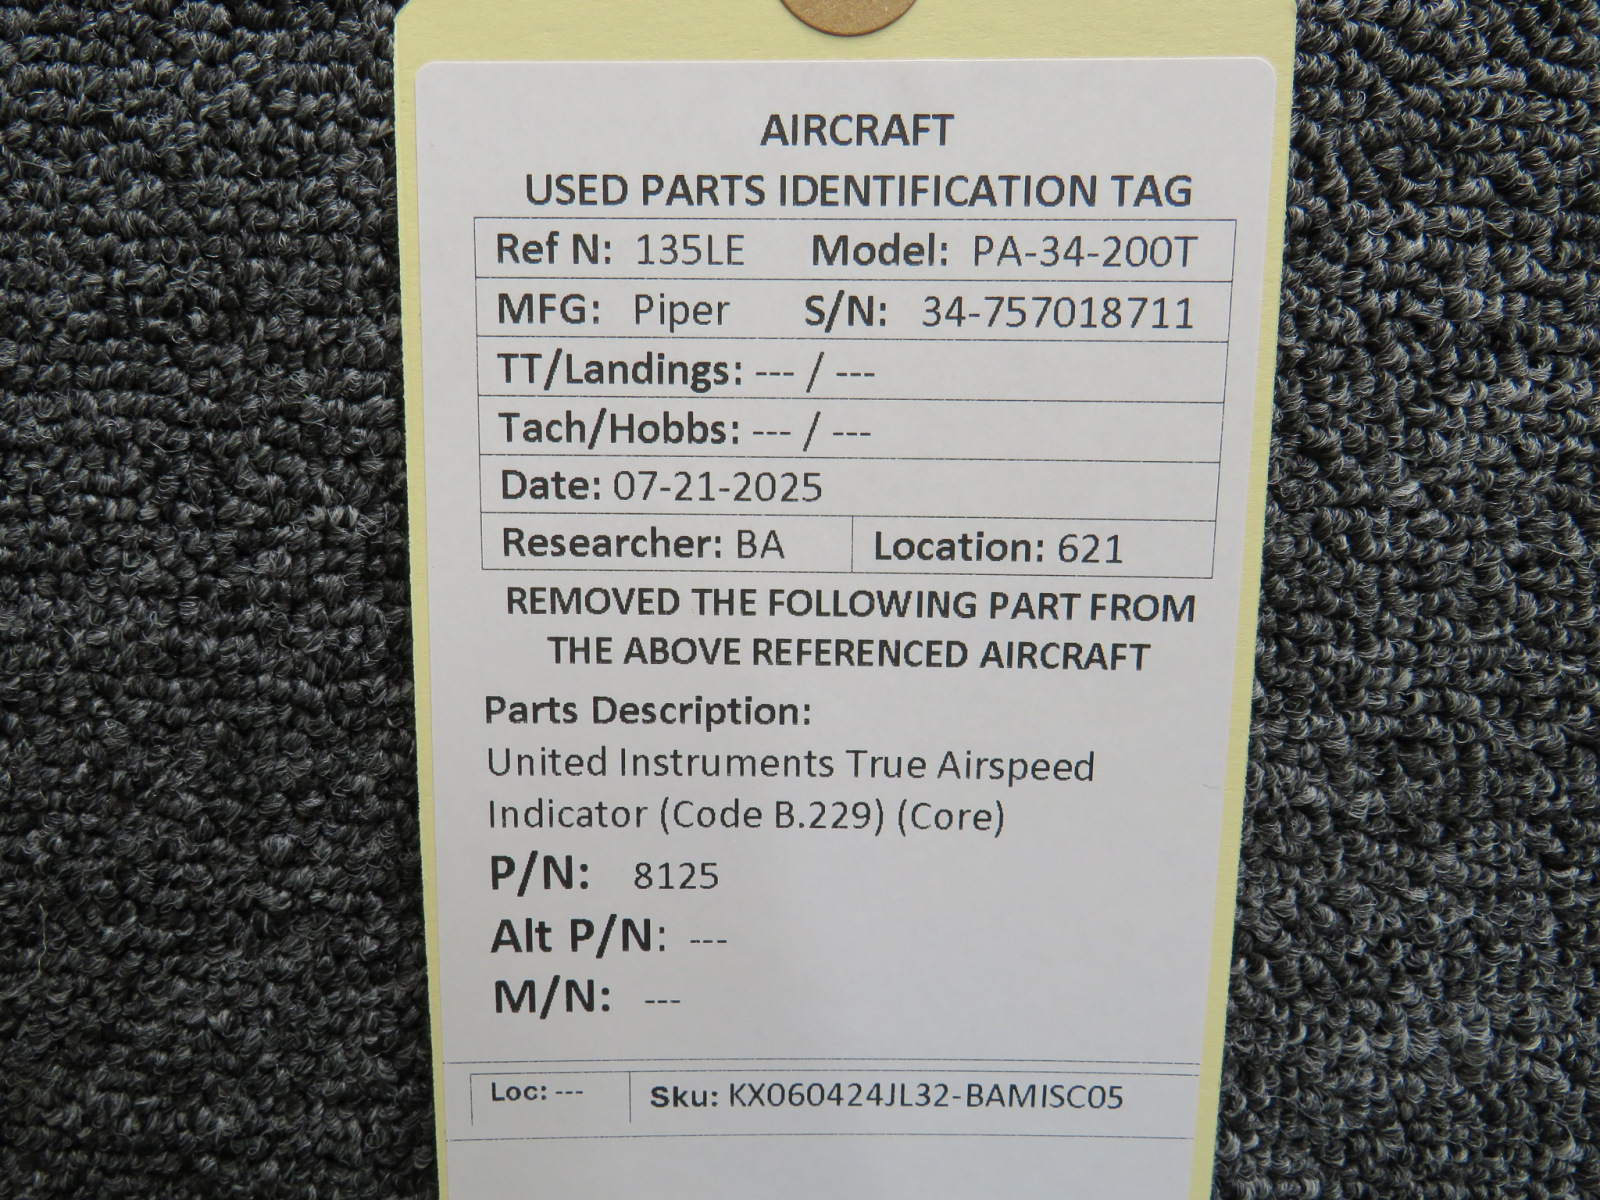 AIRCRAFT
USED PARTS IDENTIFICATION TAG
Ref N: 135LE Model: PA-34-200T
MFG: Piper S/N: 34-757018711
TT/Landings: --- / ---
Tach/Hobbs: --- / ---
Date: 07-21-2025
Researcher: BA Location: 621
REMOVED THE FOLLOWING PART FROM
THE ABOVE REFERENCED AIRCRAFT
Parts Description:
United Instruments True Airspeed
Indicator (Code B.229) (Core)
P/N: 8125
Alt P/N: ---
M/N: ---
Loc: --- Sku: KX060424JL32-BAMISC05